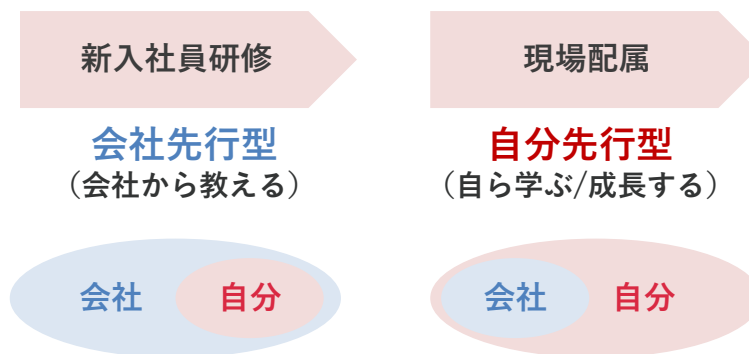 新入社員研修
現場配属
会社先行型
（会社から教える）
自分先行型
（自ら学ぶ/成長する）
会社
自分
会社
自分